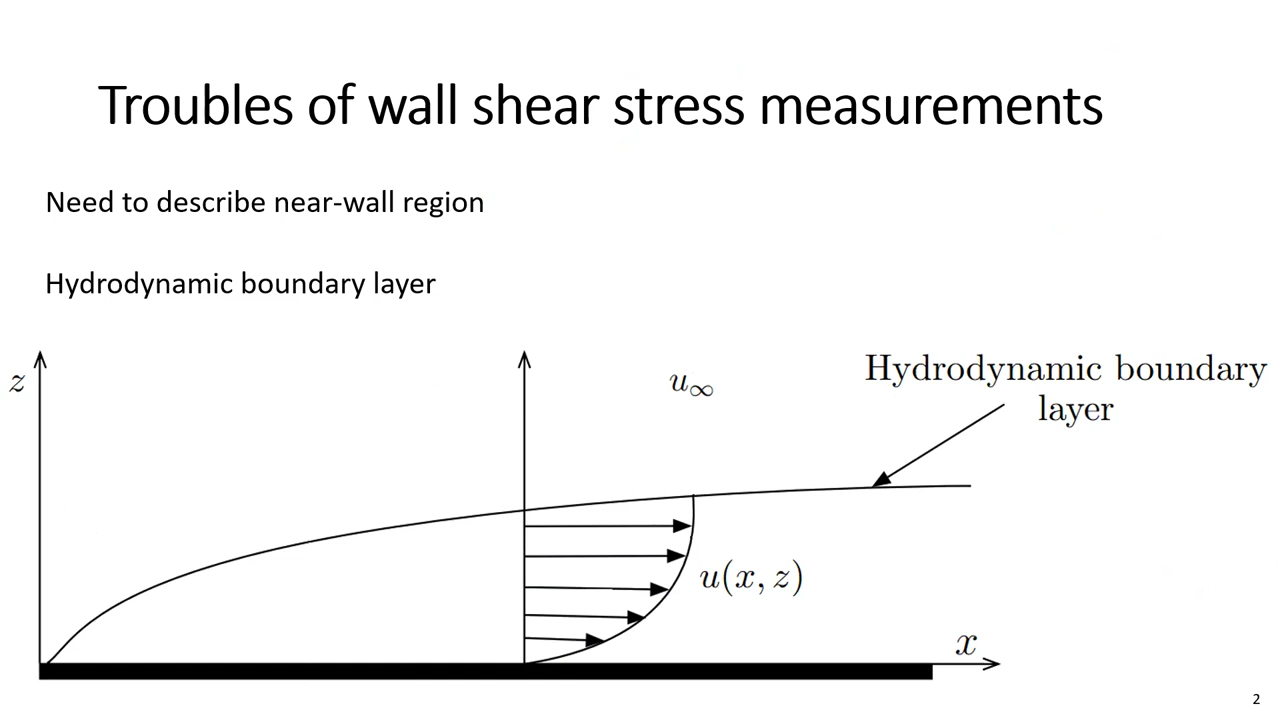 Troubles of wall shear stress measurements
Need to describe near-wall region
Hydrodynamic boundary layer
z
u∞
Hydrodynamic boundary
layer
u(x, z)
x
2